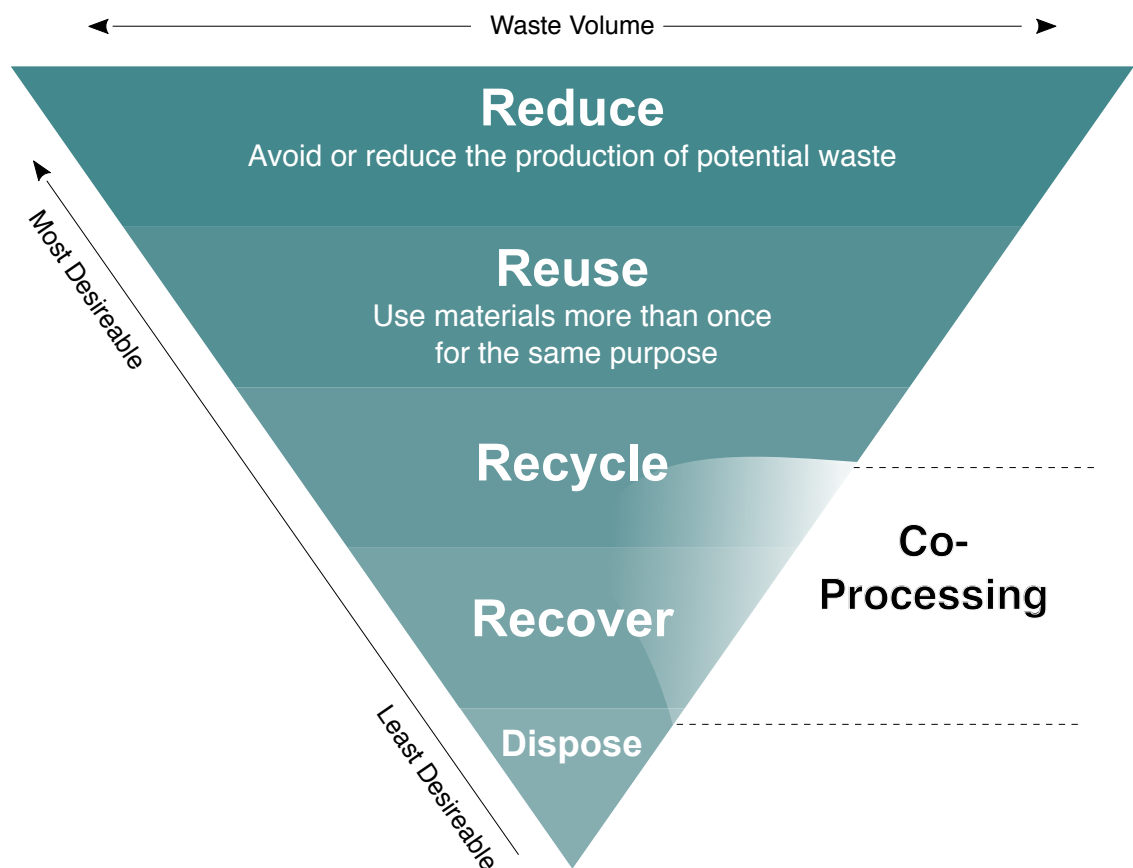 Waste Volume
Reduce
Avoid or reduce the production of potential waste
Most Desireable
Reuse
Use materials more than once
for the same purpose
Recycle
Co-
Processing
Recover
Least Desireable
Dispose